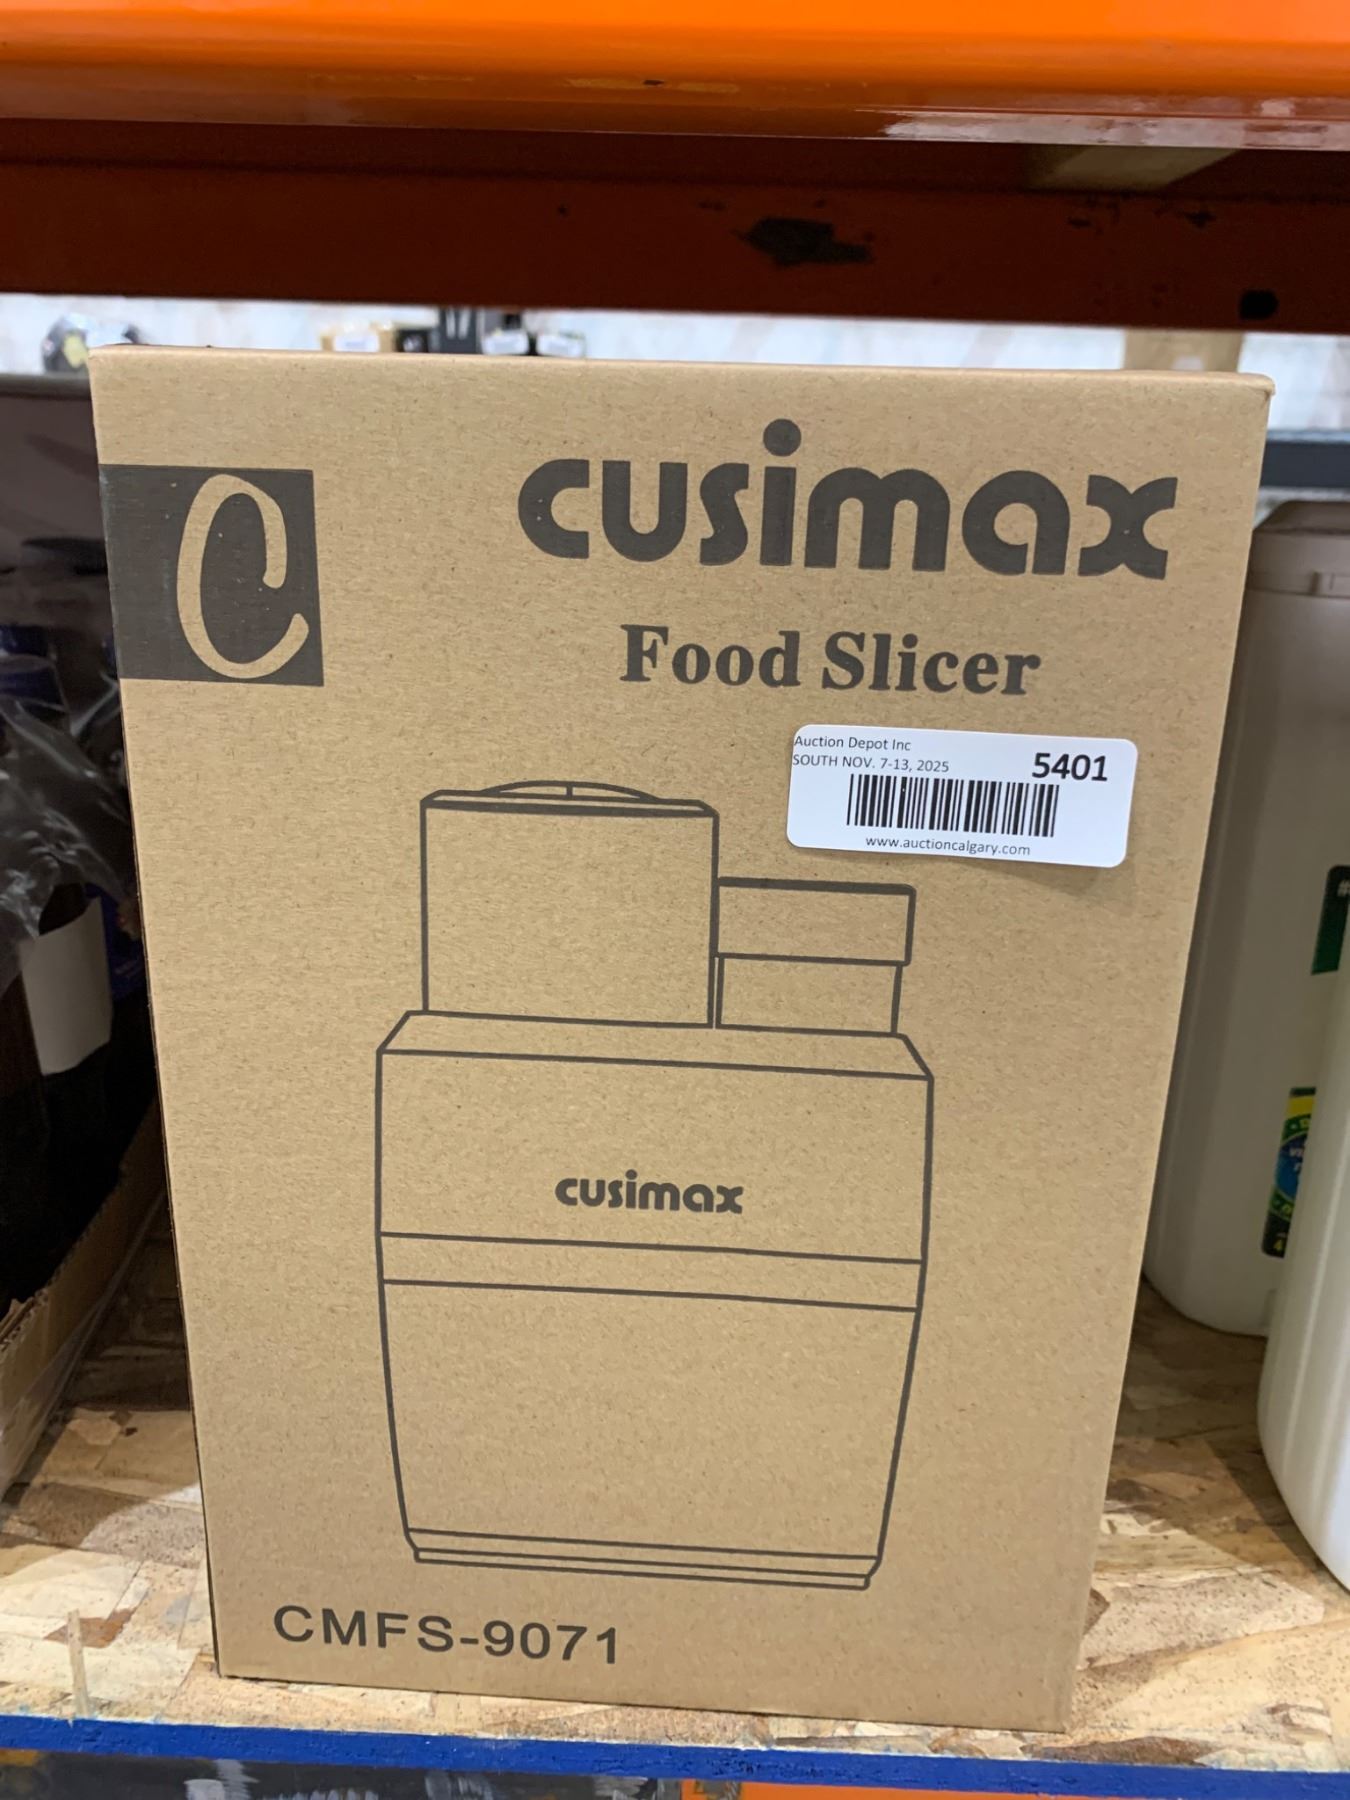 C
cusimax
Food Slicer
Auction Depot Inc
SOUTH NOV. 7-13, 2025
5401
www.auctioncalgary.com
cusimax
CMFS-9071